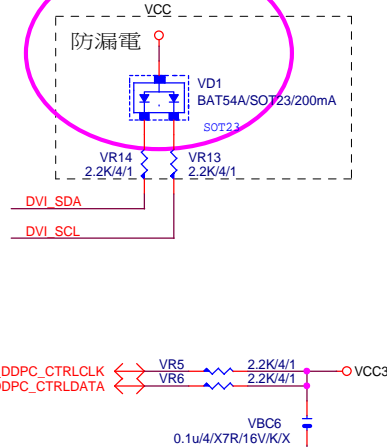 VCC
防漏電
VD1
BAT54A/SOT23/200mA
SOT23
VR14
2.2K/4/1
VR13
2.2K/4/1
DVI_SDA
DVI_SCL
DDPC_CTRLCLK
VR5
2.2K/4/1
VCC3
DDPC_CTRLDATA
VR6
2.2K/4/1
VBC6
0.1u/4/X7R/16V/K/X